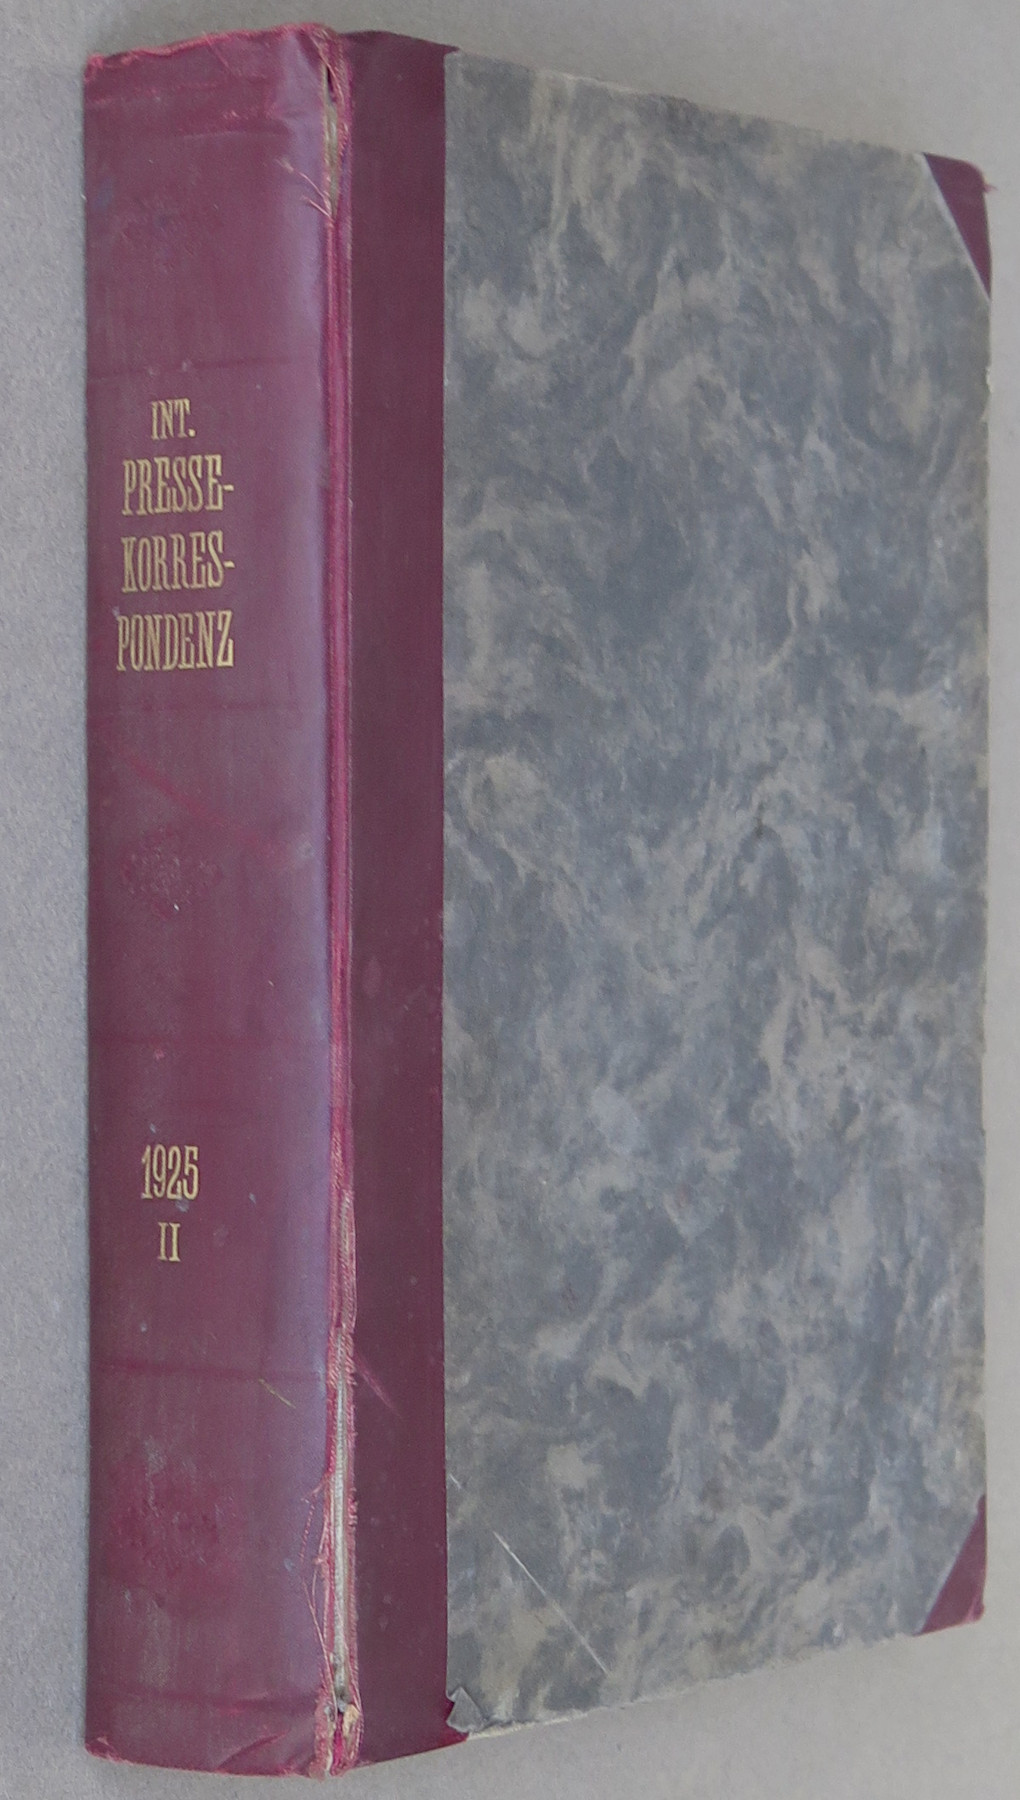 INT.
PRESSE-
KORRES-
PONDENZ
1925
II